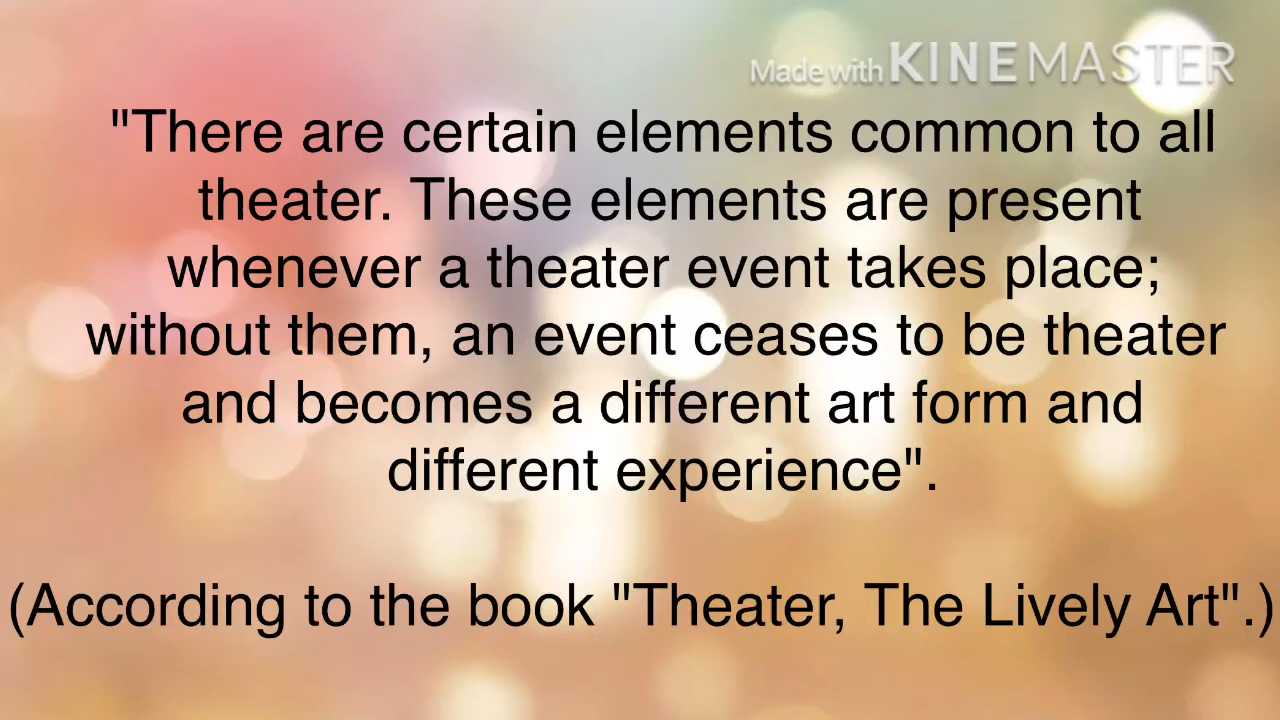 Made with KINEMASTER
"There are certain elements common to all
theater. These elements are present
whenever a theater event takes place;
without them, an event ceases to be theater
and becomes a different art form and
different experience".
(According to the book "Theater, The Lively Art".)